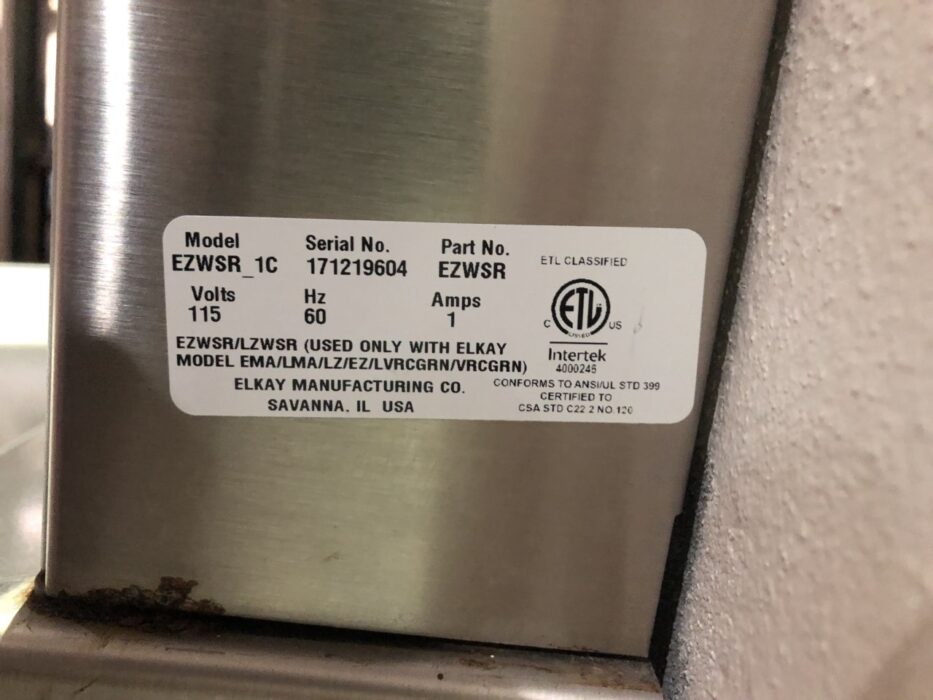 Model Serial No. Part No.
EZWSR_1C 171219604 EZWSR
Volts Hz Amps
115 60 1
EZWSR/LZWSR (USED ONLY WITH ELKAY
MODEL EMA/LMA/LZ/EZ/LVRCGRN/VRCGRN)
ELKAY MANUFACTURING CO.
SAVANNA, IL USA
ETL CLASSIFIED
ETL
C US
LISTED
Intertek
4000246
CONFORMS TO ANSI/UL STD 399
CERTIFIED TO
CSA STD C22 2 NO.120